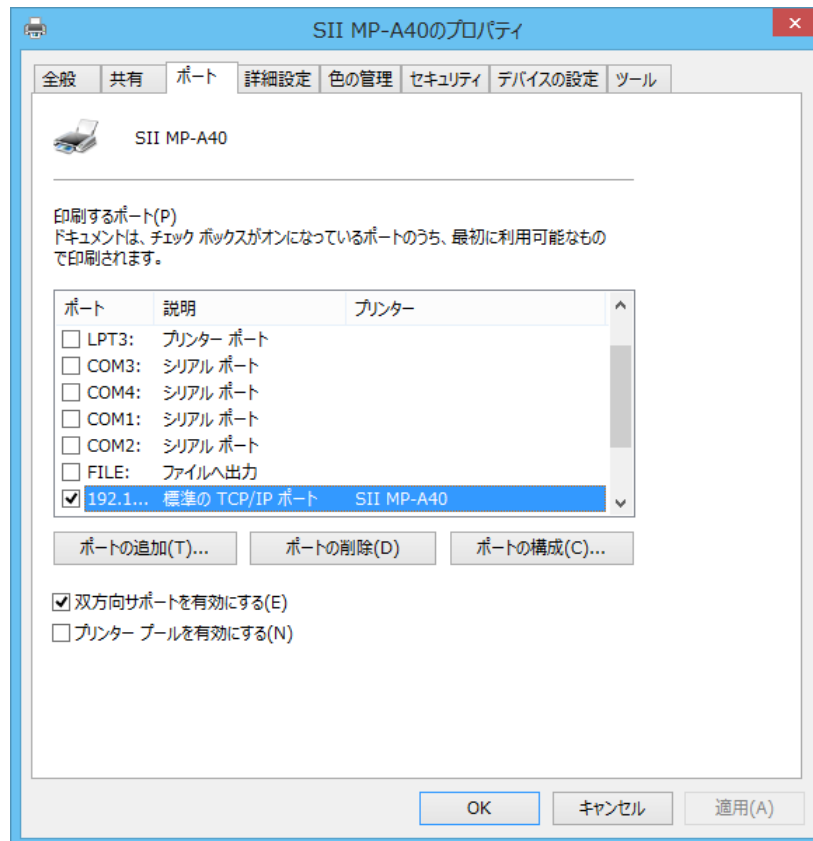 SII MP-A40のプロパティ
全般 共有 ポート 詳細設定 色の管理 セキュリティ デバイスの設定 ツール
SII MP-A40
印刷するポート(P)
ドキュメントは、チェック ボックスがオンになっているポートのうち、最初に利用可能なもの
で印刷されます。
ポート 説明 プリンター
LPT3: プリンター ポート
COM3: シリアル ポート
COM4: シリアル ポート
COM1: シリアル ポート
COM2: シリアル ポート
FILE: ファイルへ出力
192.1... 標準の TCP/IP ポート SII MP-A40
ポートの追加(T)... ポートの削除(D) ポートの構成(C)...
双方向サポートを有効にする(E)
プリンター プールを有効にする(N)
OK キャンセル 適用(A)